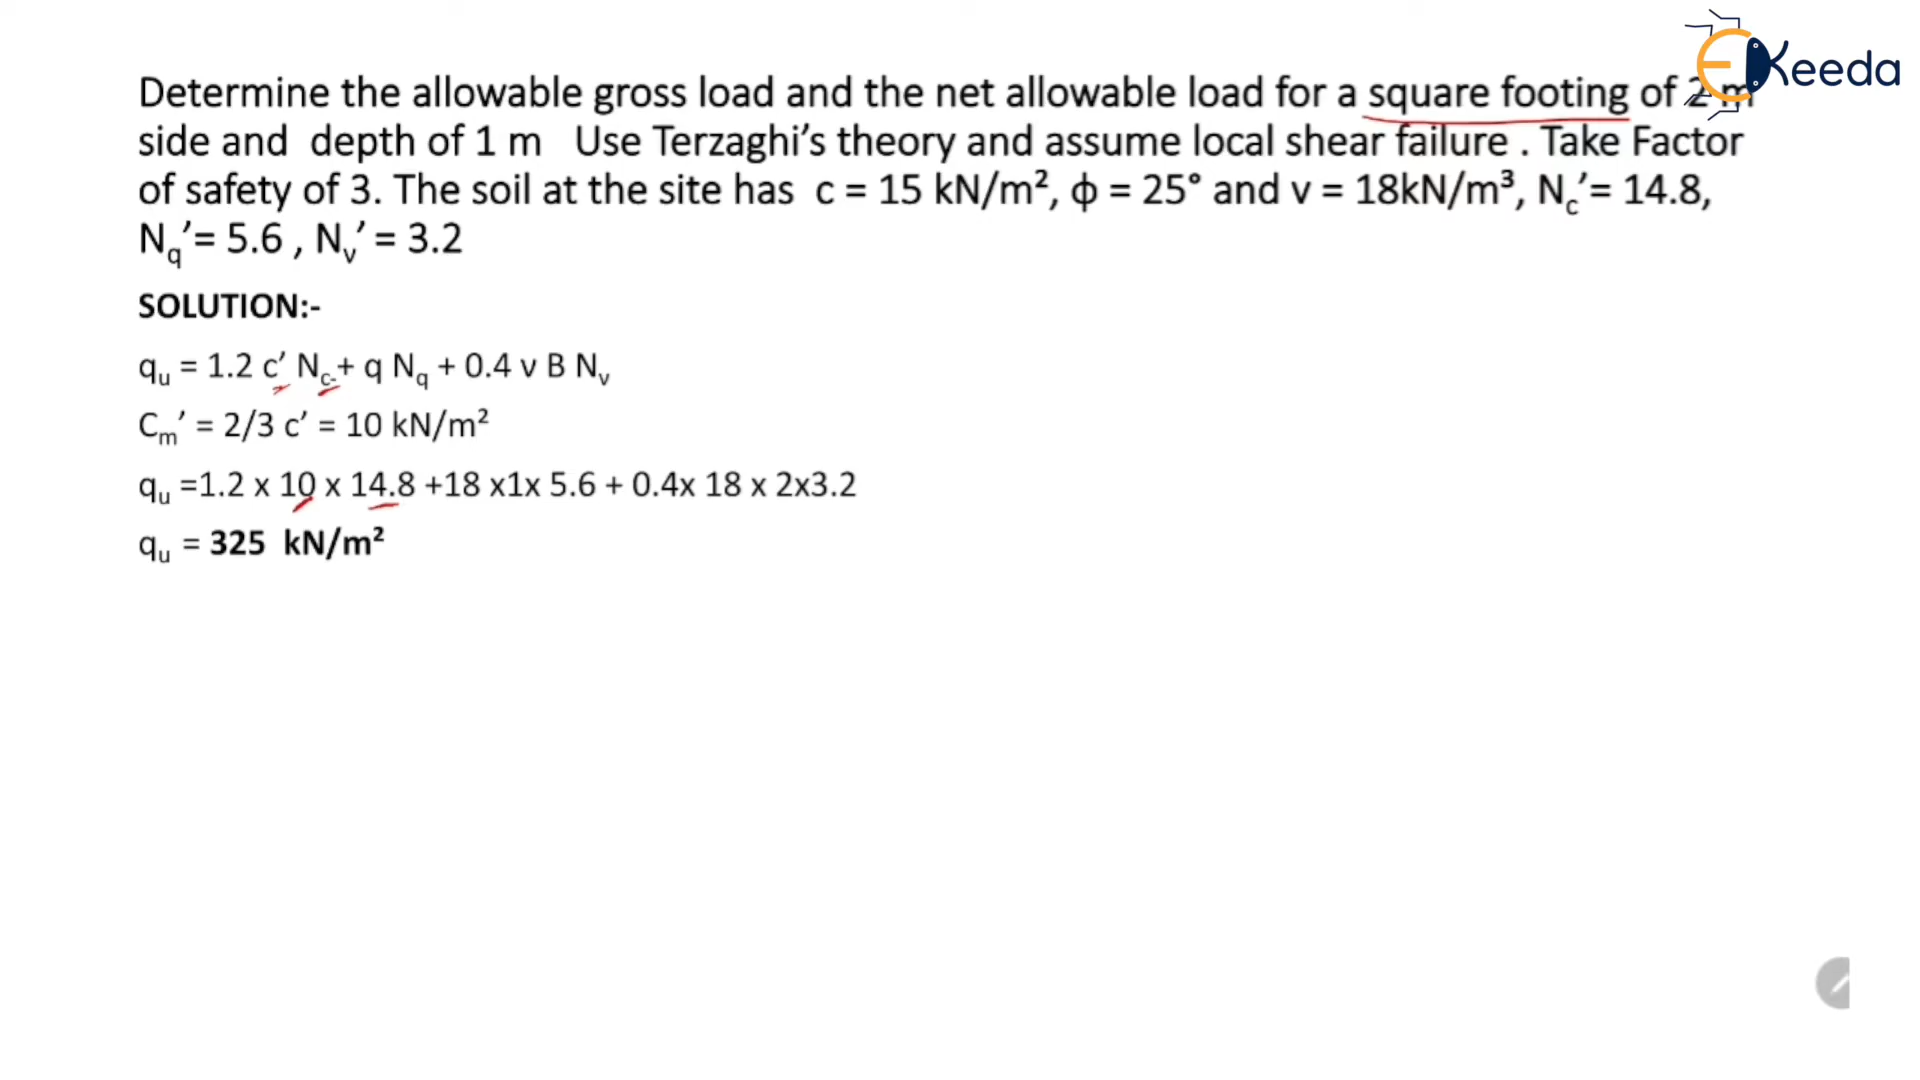 EKeeda
Determine the allowable gross load and the net allowable load for a square footing of 2 m
side and depth of 1 m Use Terzaghi’s theory and assume local shear failure . Take Factor
of safety of 3. The soil at the site has c = 15 kN/m², ϕ = 25° and v = 18kN/m³, Nc′= 14.8,
Nq′= 5.6 , Nv′ = 3.2
SOLUTION:-
qu = 1.2 c′ Nc-+ q Nq + 0.4 v B Nv
Cm′ = 2/3 c′ = 10 kN/m²
qu =1.2 x 10 x 14.8 +18 x1x 5.6 + 0.4x 18 x 2x3.2
qu = 325 kN/m²